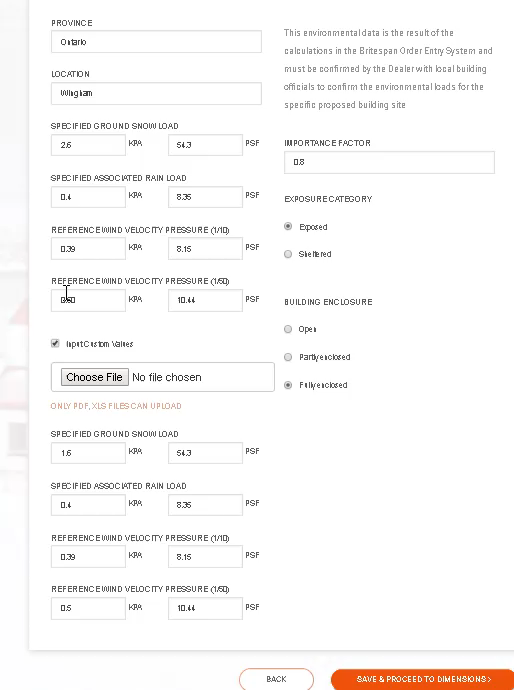 PROVINCE
Ontario
LOCATION
Wingham
SPECIFIED GROUND SNOW LOAD
2.6 KPA 54.3 PSF
SPECIFIED ASSOCIATED RAIN LOAD
0.4 KPA 8.35 PSF
REFERENCE WIND VELOCITY PRESSURE (1/10)
0.39 KPA 8.15 PSF
REFERENCE WIND VELOCITY PRESSURE (1/50)
0.50 KPA 10.44 PSF
Input Custom Values
Choose File No file chosen
ONLY PDF, XLS FILES CAN UPLOAD
SPECIFIED GROUND SNOW LOAD
1.6 KPA 54.3 PSF
SPECIFIED ASSOCIATED RAIN LOAD
0.4 KPA 8.35 PSF
REFERENCE WIND VELOCITY PRESSURE (1/10)
0.39 KPA 8.15 PSF
REFERENCE WIND VELOCITY PRESSURE (1/50)
0.5 KPA 10.44 PSF
This environmental data is the result of the
calculations in the Britespan Order Entry System and
must be confirmed by the Dealer with local building
officials to confirm the environmental loads for the
specific proposed building site
IMPORTANCE FACTOR
0.8
EXPOSURE CATEGORY
Exposed
Sheltered
BUILDING ENCLOSURE
Open
Partly enclosed
Fully enclosed
BACK
SAVE & PROCEED TO DIMENSIONS >